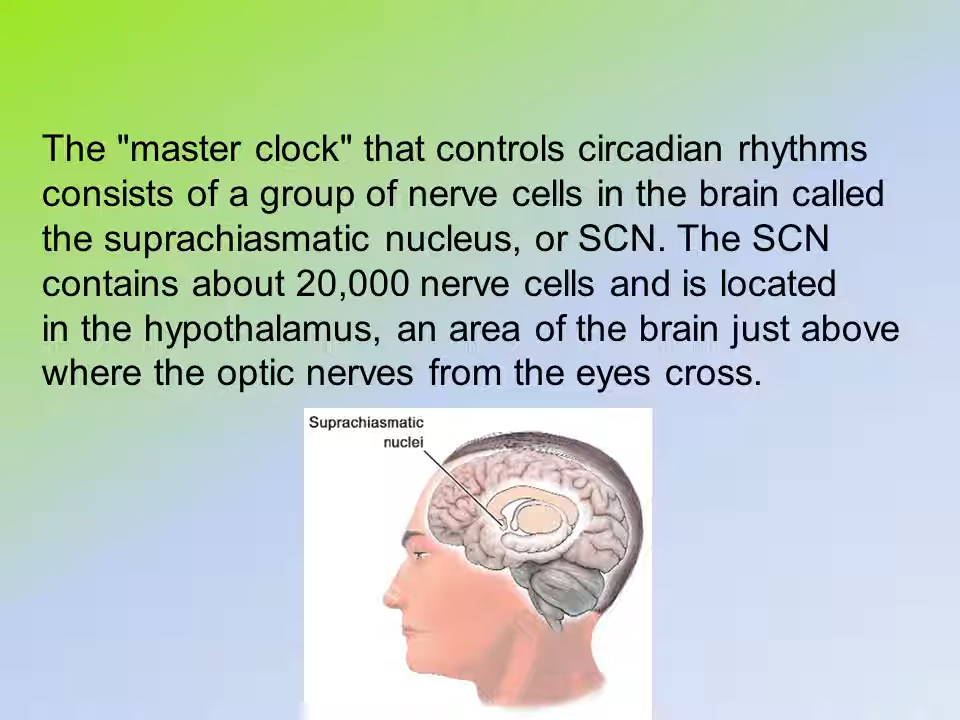 The "master clock" that controls circadian rhythms
consists of a group of nerve cells in the brain called
the suprachiasmatic nucleus, or SCN. The SCN
contains about 20,000 nerve cells and is located
in the hypothalamus, an area of the brain just above
where the optic nerves from the eyes cross.
Suprachiasmatic
nuclei